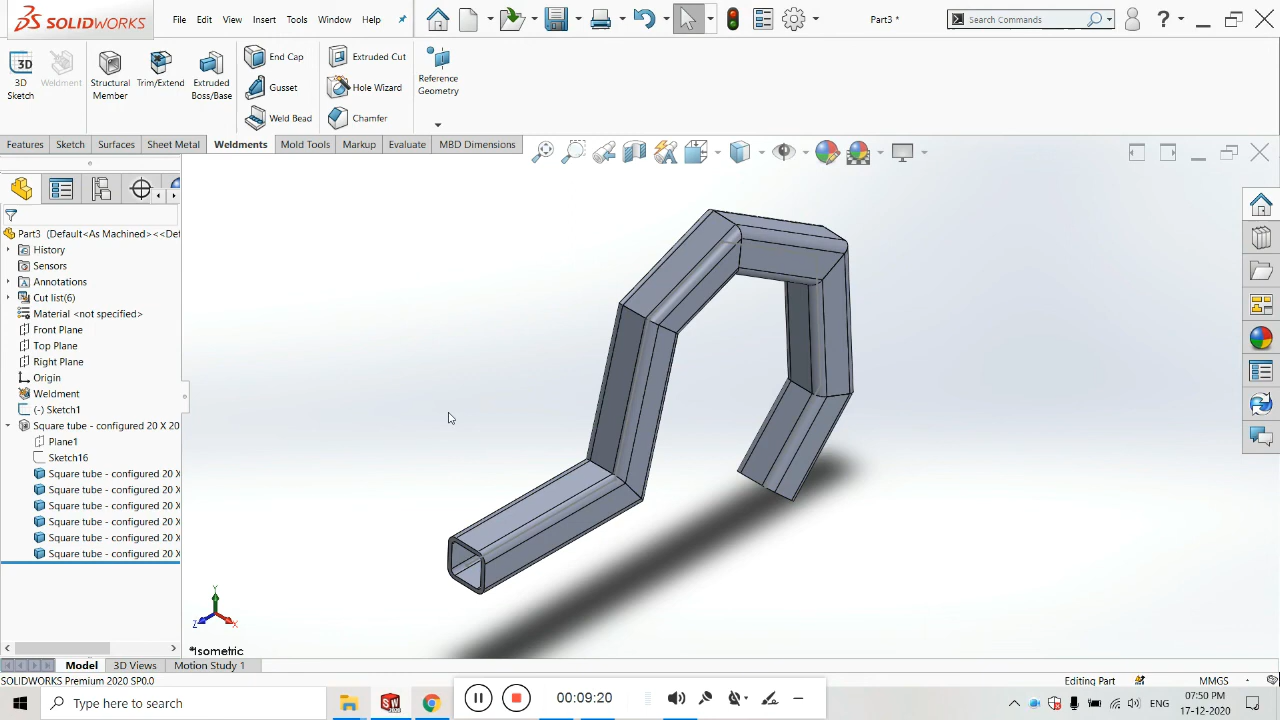 SOLIDWORKS File Edit View Insert Tools Window Help Part3 * Search Commands
3D Sketch Weldment Structural Member Trim/Extend Extruded Boss/Base End Cap Gusset Weld Bead Extruded Cut Hole Wizard Chamfer Reference Geometry
Features Sketch Surfaces Sheet Metal Weldments Mold Tools Markup Evaluate MBD Dimensions
Part3 (Default<As Machined><<Def
History
Sensors
Annotations
Cut list(6)
Material <not specified>
Front Plane
Top Plane
Right Plane
Origin
Weldment
(-) Sketch1
Square tube - configured 20 X 20
Plane1
Sketch16
Square tube - configured 20 X
Square tube - configured 20 X
Square tube - configured 20 X
Square tube - configured 20 X
Square tube - configured 20 X
Square tube - configured 20 X
Y
Z X
*Isometric
Model 3D Views Motion Study 1
SOLIDWORKS Premium 2020 SP0.0 Editing Part MMGS
Type here to search SW 2020 00:09:20 ENG 07:50 PM
17-12-2020